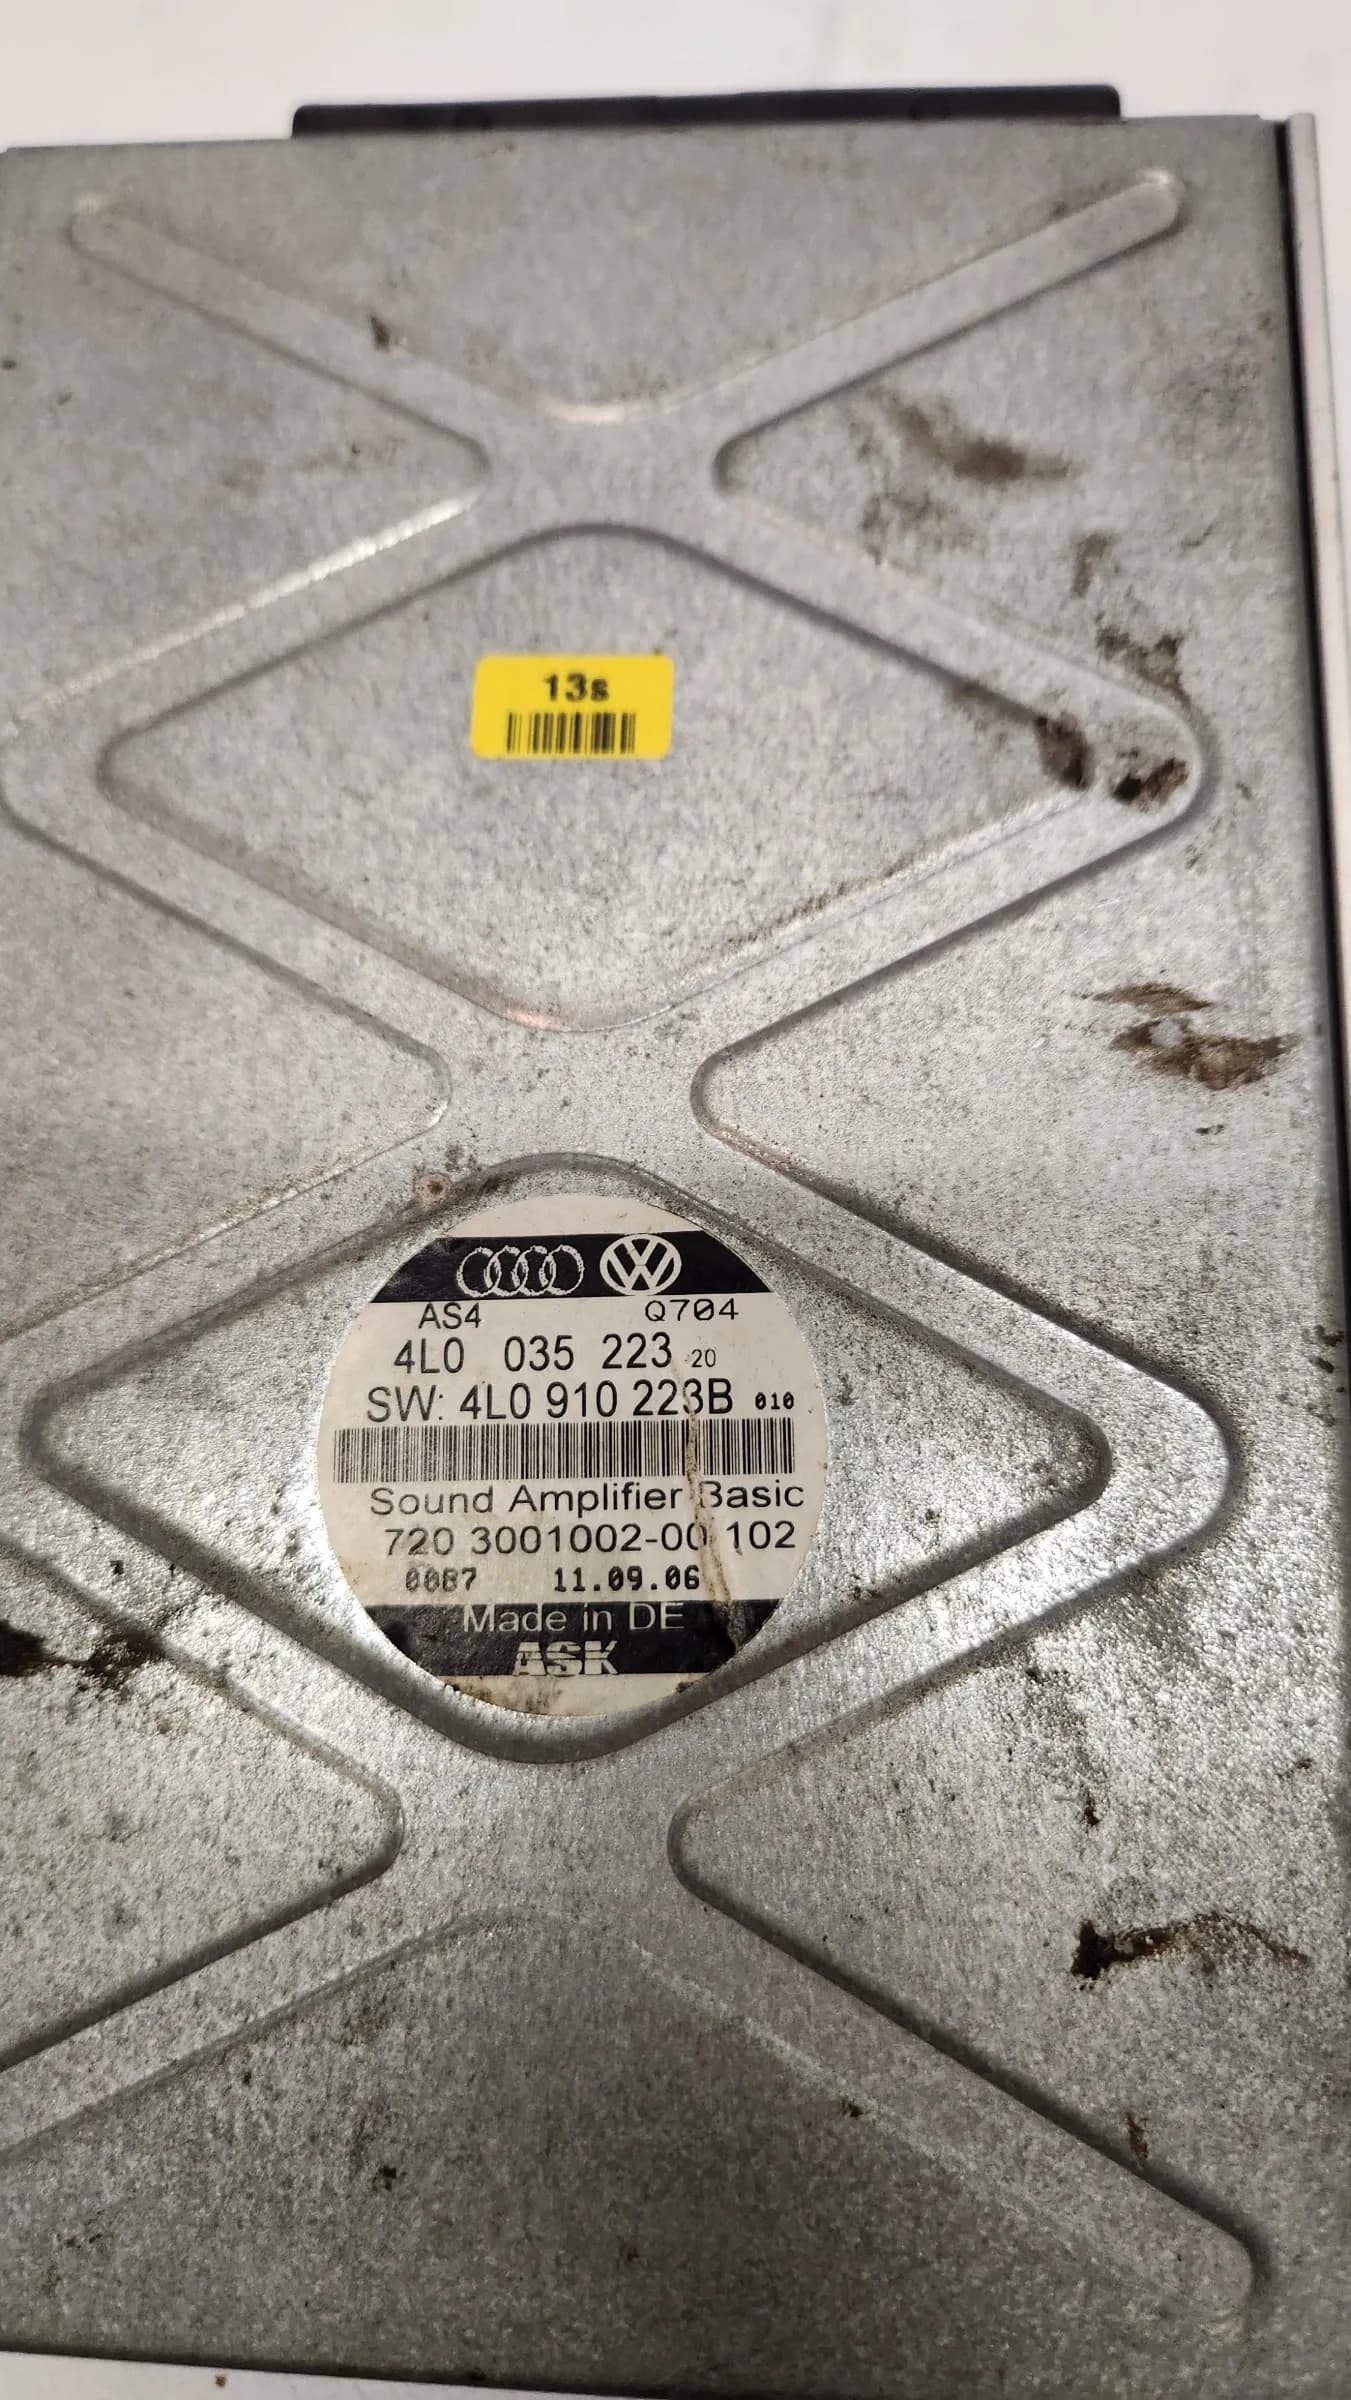 13s
AS4 Q704
4L0 035 223 20
SW: 4L0 910 223B 010
Sound Amplifier Basic
720 3001002-00 102
00B7 11.09.06
Made in DE
ASK